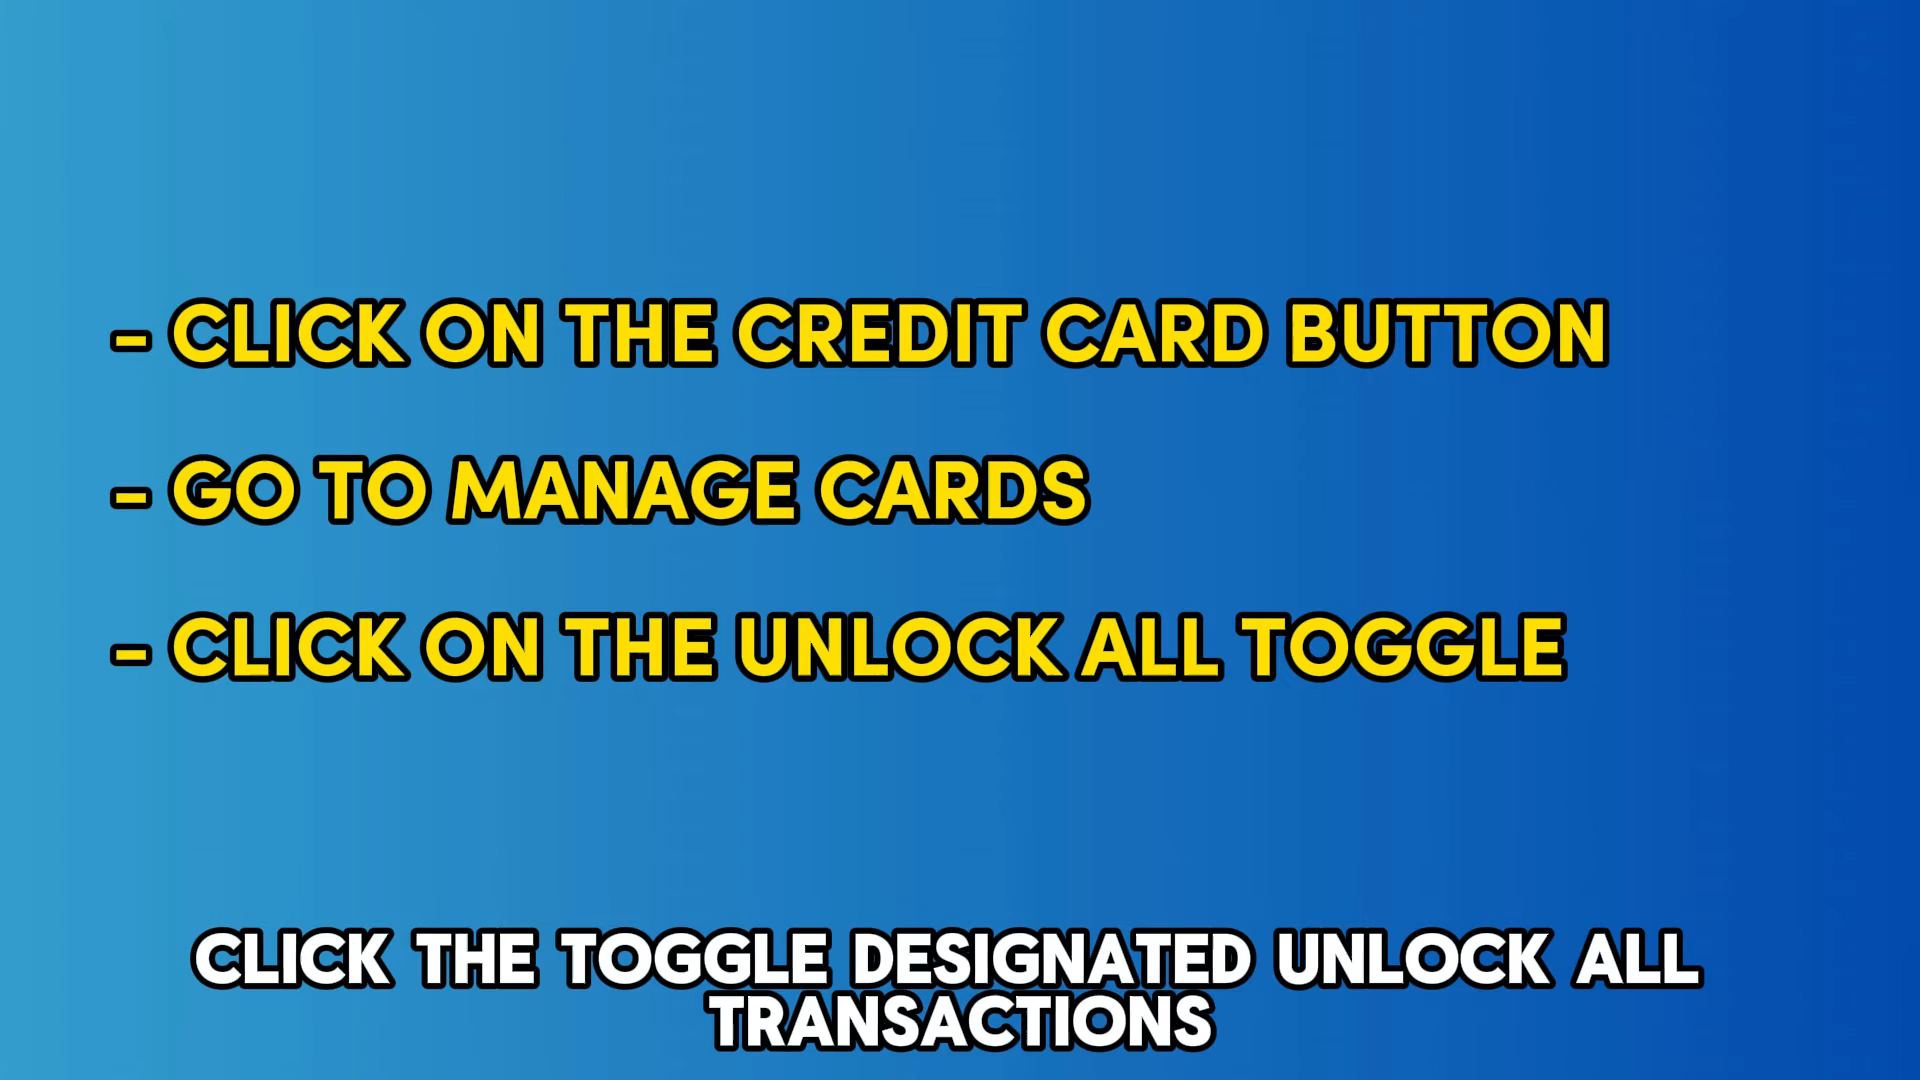 - CLICK ON THE CREDIT CARD BUTTON
- GO TO MANAGE CARDS
- CLICK ON THE UNLOCK ALL TOGGLE
CLICK THE TOGGLE DESIGNATED UNLOCK ALL
TRANSACTIONS